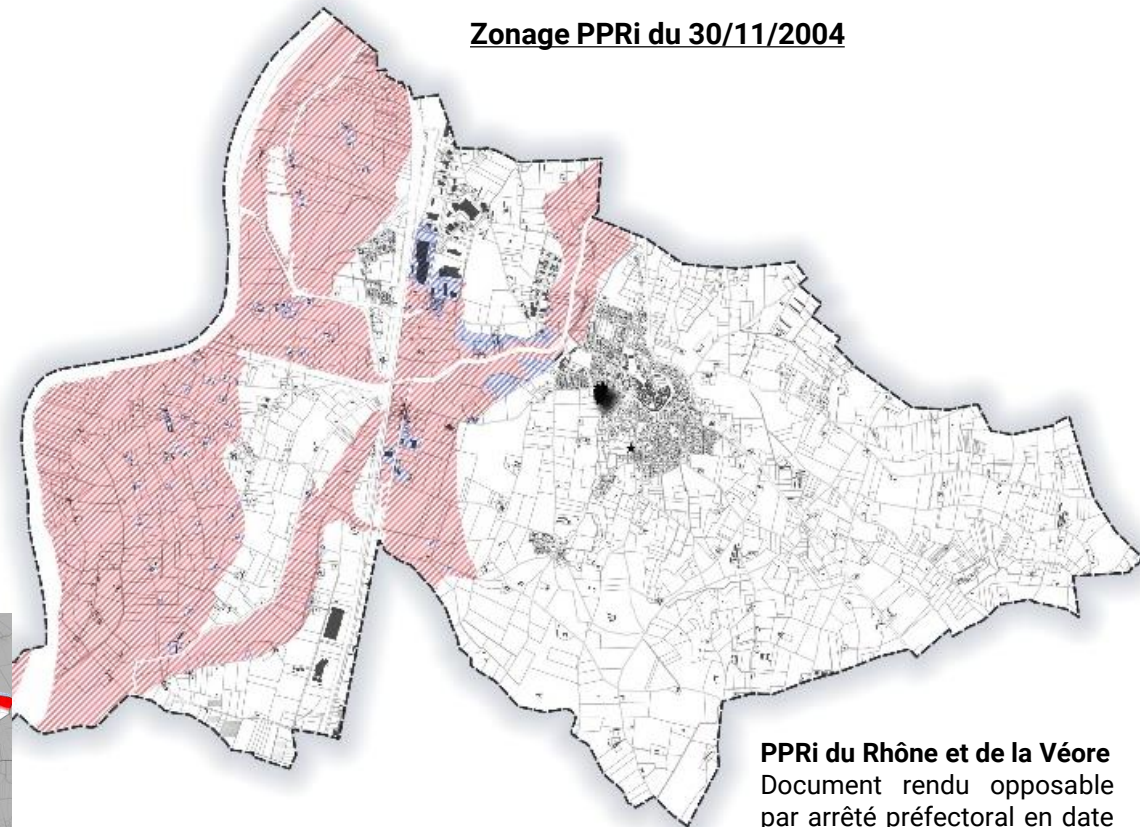 Zonage PPRi du 30/11/2004
PPRi du Rhône et de la Véore
Document rendu opposable
par arrêté préfectoral en date